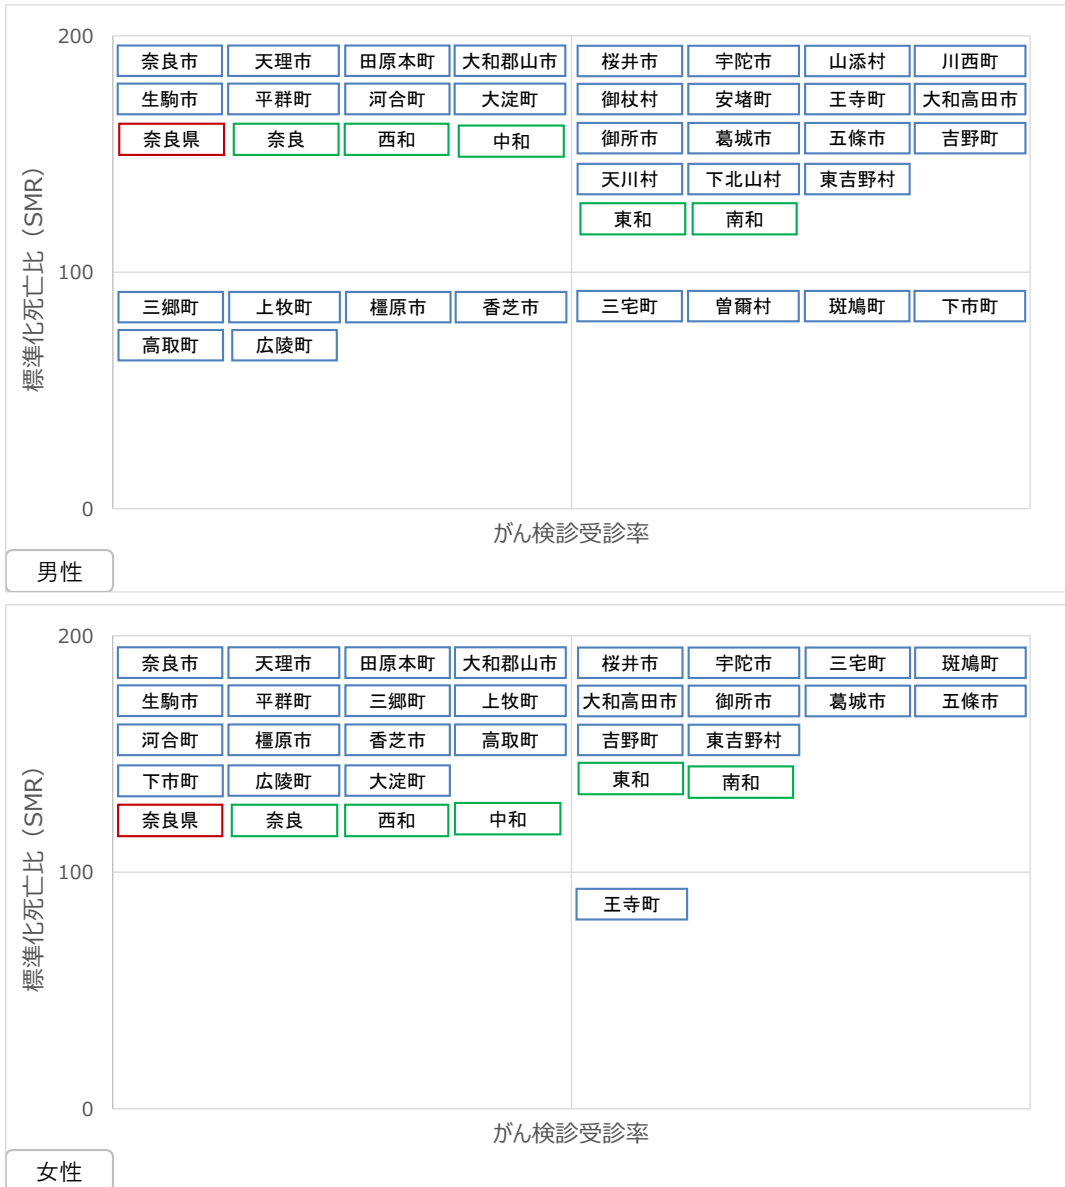 200
奈良市 天理市 田原本町 大和郡山市 桜井市 宇陀市 山添村 川西町
生駒市 平群町 河合町 大淀町 御杖村 安堵町 王寺町 大和高田市
奈良県 奈良 西和 中和 御所市 葛城市 五條市 吉野町
天川村 下北山村 東吉野村
東和 南和
標準化死亡比（SMR）
100
三郷町 上牧町 橿原市 香芝市 三宅町 曽爾村 斑鳩町 下市町
高取町 広陵町
0
がん検診受診率
男性
200
奈良市 天理市 田原本町 大和郡山市 桜井市 宇陀市 三宅町 斑鳩町
生駒市 平群町 三郷町 上牧町 大和高田市 御所市 葛城市 五條市
河合町 橿原市 香芝市 高取町 吉野町 東吉野村
下市町 広陵町 大淀町 東和 南和
奈良県 奈良 西和 中和
標準化死亡比（SMR）
100
王寺町
0
がん検診受診率
女性